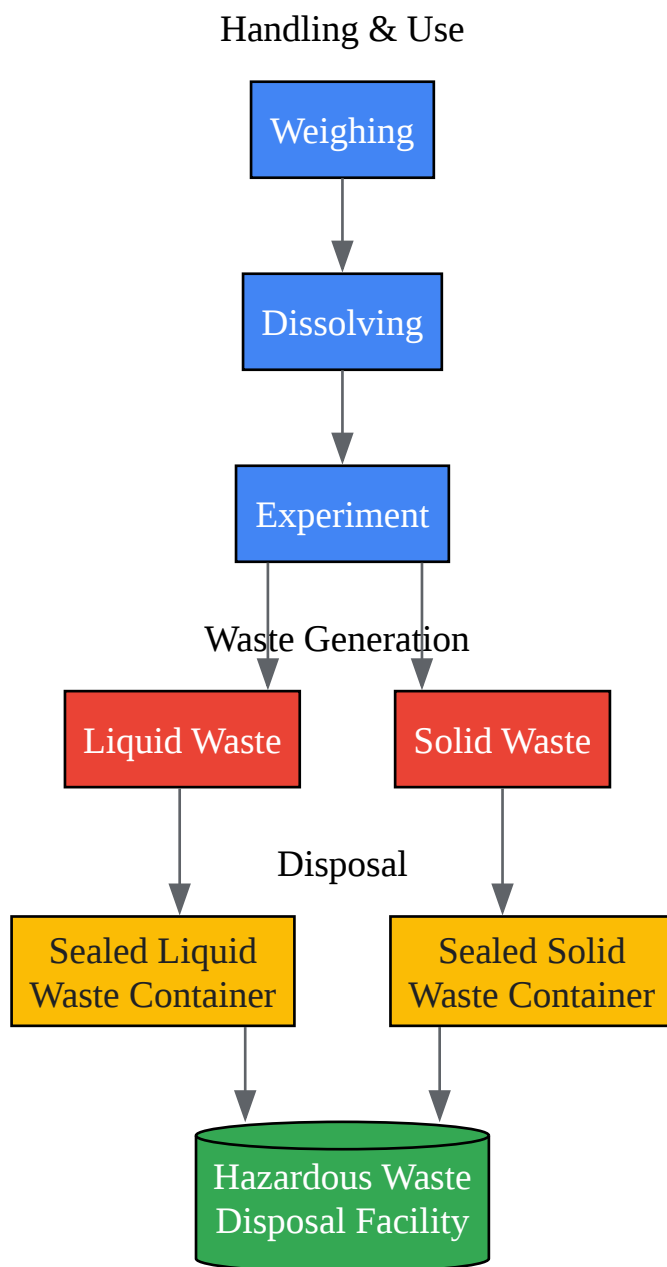 Handling & Use
Weighing
Dissolving
Experiment
Waste Generation
Liquid Waste
Solid Waste
Disposal
Sealed Liquid
Waste Container
Sealed Solid
Waste Container
Hazardous Waste
Disposal Facility